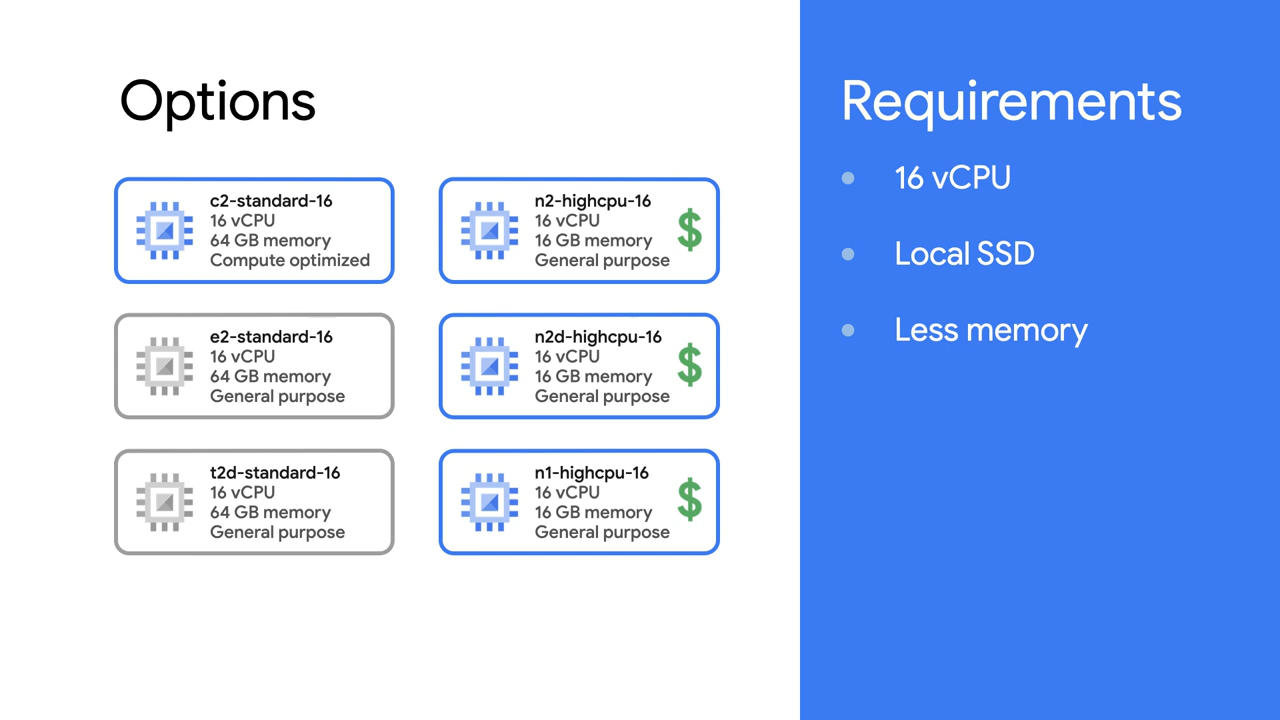 Options
c2-standard-16
16 vCPU
64 GB memory
Compute optimized
n2-highcpu-16
16 vCPU
16 GB memory
General purpose
$
e2-standard-16
16 vCPU
64 GB memory
General purpose
n2d-highcpu-16
16 vCPU
16 GB memory
General purpose
$
t2d-standard-16
16 vCPU
64 GB memory
General purpose
n1-highcpu-16
16 vCPU
16 GB memory
General purpose
$
Requirements
16 vCPU
Local SSD
Less memory